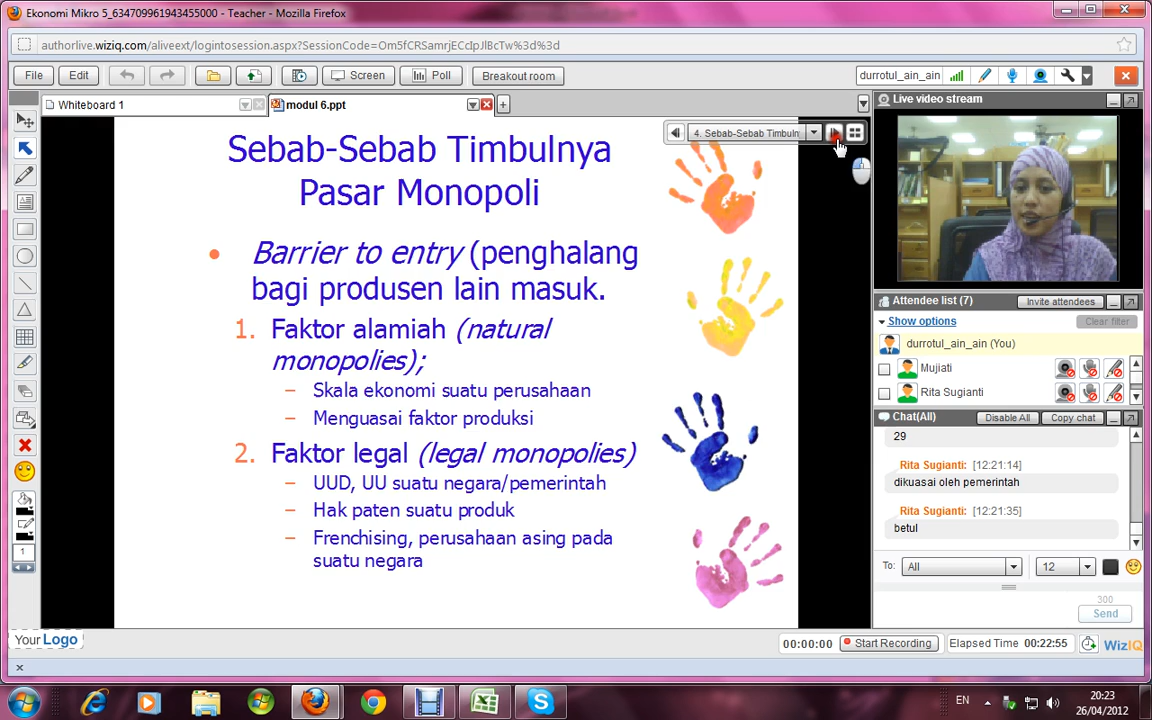 Ekonomi Mikro 5_634709961943455000 - Teacher - Mozilla Firefox
authorlive.wiziq.com/aliveext/logintosession.aspx?SessionCode=Om5fCRSamrjECcIpJlBcTw%3d%3d
File Edit Screen Poll Breakout room durrotul_ain_ain
Whiteboard 1 modul 6.ppt
4. Sebab-Sebab Timbuln
Sebab-Sebab Timbulnya
Pasar Monopoli
• Barrier to entry (penghalang
bagi produsen lain masuk.
1. Faktor alamiah (natural
monopolies);
– Skala ekonomi suatu perusahaan
– Menguasai faktor produksi
2. Faktor legal (legal monopolies)
– UUD, UU suatu negara/pemerintah
– Hak paten suatu produk
– Frenchising, perusahaan asing pada
suatu negara
1
Live video stream
Attendee list (7) Invite attendees
Show options Clear filter
durrotul_ain_ain (You)
Mujiati
Rita Sugianti
Chat(All) Disable All Copy chat
29
Rita Sugianti: [12:21:14]
dikuasai oleh pemerintah
Rita Sugianti: [12:21:35]
betul
To: All 12
300
Send
Your Logo
00:00:00 Start Recording Elapsed Time 00:22:55 WizIQ
EN 20:23
26/04/2012